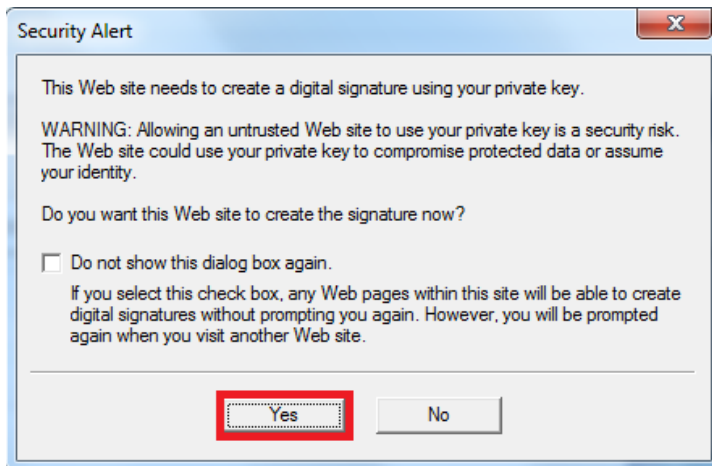 Security Alert
X
This Web site needs to create a digital signature using your private key.
WARNING: Allowing an untrusted Web site to use your private key is a security risk.
The Web site could use your private key to compromise protected data or assume
your identity.
Do you want this Web site to create the signature now?
Do not show this dialog box again.
If you select this check box, any Web pages within this site will be able to create
digital signatures without prompting you again. However, you will be prompted
again when you visit another Web site.
Yes No